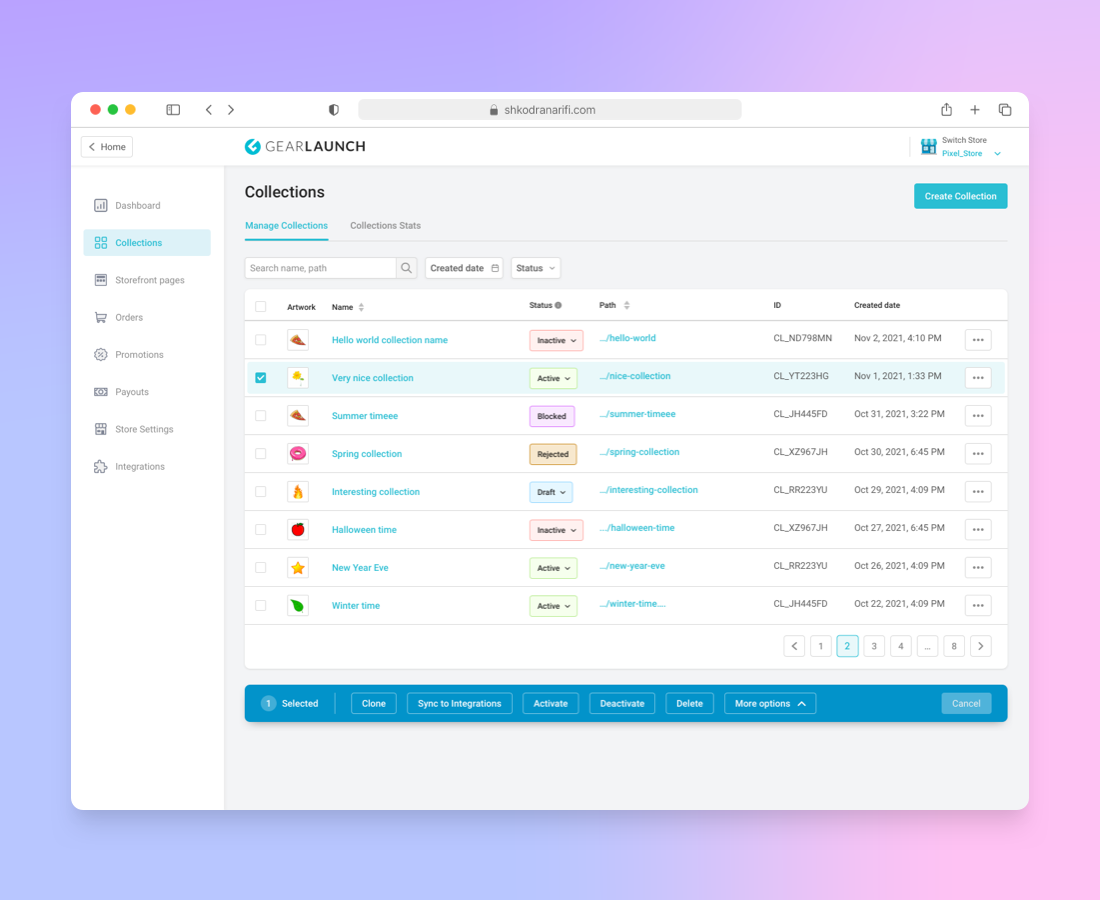 shkodranarifi.com
Home
GEARLAUNCH
Switch Store
Pixel_Store
Dashboard
Collections
Storefront pages
Orders
Promotions
Payouts
Store Settings
Integrations
Collections
Create Collection
Manage Collections Collections Stats
Search name, path Created date Status
Artwork Name Status Path ID Created date
Hello world collection name Inactive .../hello-world CL_ND798MN Nov 2, 2021, 4:10 PM
Very nice collection Active .../nice-collection CL_YT223HG Nov 1, 2021, 1:33 PM
Summer timeee Blocked .../summer-timeee CL_JH445FD Oct 31, 2021, 3:22 PM
Spring collection Rejected .../spring-collection CL_XZ967JH Oct 30, 2021, 6:45 PM
Interesting collection Draft .../interesting-collection CL_RR223YU Oct 29, 2021, 4:09 PM
Halloween time Inactive .../halloween-time CL_XZ967JH Oct 27, 2021, 6:45 PM
New Year Eve Active .../new-year-eve CL_RR223YU Oct 26, 2021, 4:09 PM
Winter time Active .../winter-time.... CL_JH445FD Oct 22, 2021, 4:09 PM
1 2 3 4 ... 8
1 Selected Clone Sync to Integrations Activate Deactivate Delete More options Cancel